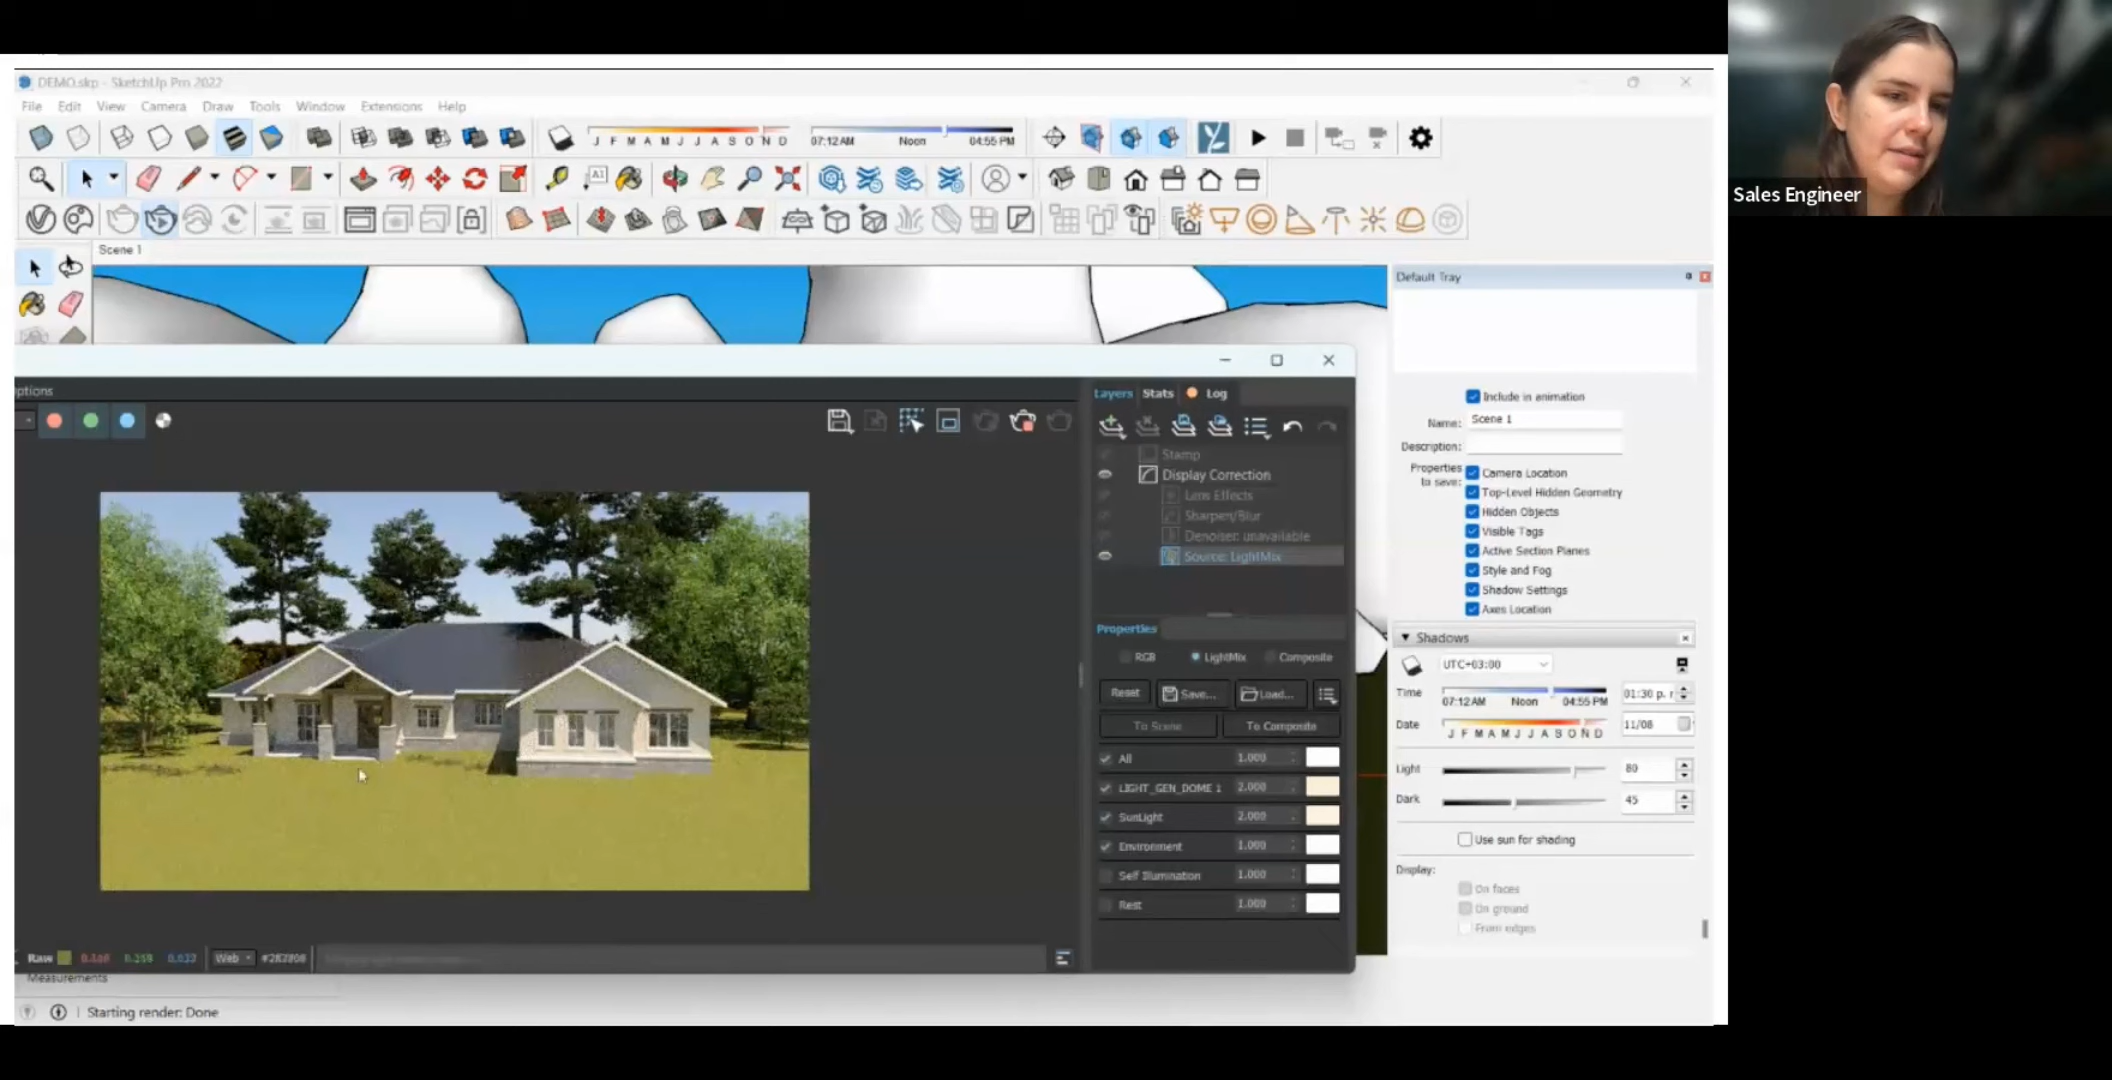 DEMO.skp - SketchUp Pro 2022
File Edit View Camera Draw Tools Window Extensions Help
J F M A M J J A S O N D
07:12 AM Noon 04:55 PM
Scene 1
Default Tray
Include in animation
Name: Scene 1
Description:
Properties to save:
Camera Location
Top-Level Hidden Geometry
Hidden Objects
Visible Tags
Active Section Planes
Style and Fog
Shadow Settings
Axes Location
Shadows
UTC+03:00
Time 07:12 AM Noon 04:55 PM 01:30 p. r
Date J F M A M J J A S O N D 11/08
Light 80
Dark 45
Use sun for shading
Display:
On faces
On ground
From edges
ptions
Layers Stats Log
Stamp
Display Correction
Lens Effects
Sharpen/Blur
Denoiser: unavailable
Source: LightMix
Properties
RGB LightMix Composite
Reset Save... Load...
To Scene To Composite
All 1.000
LIGHT_GEN_DOME 1 2.000
SunLight 2.000
Environment 1.000
Self Illumination 1.000
Rest 1.000
Raw Web
Measurements
Starting render: Done
Sales Engineer